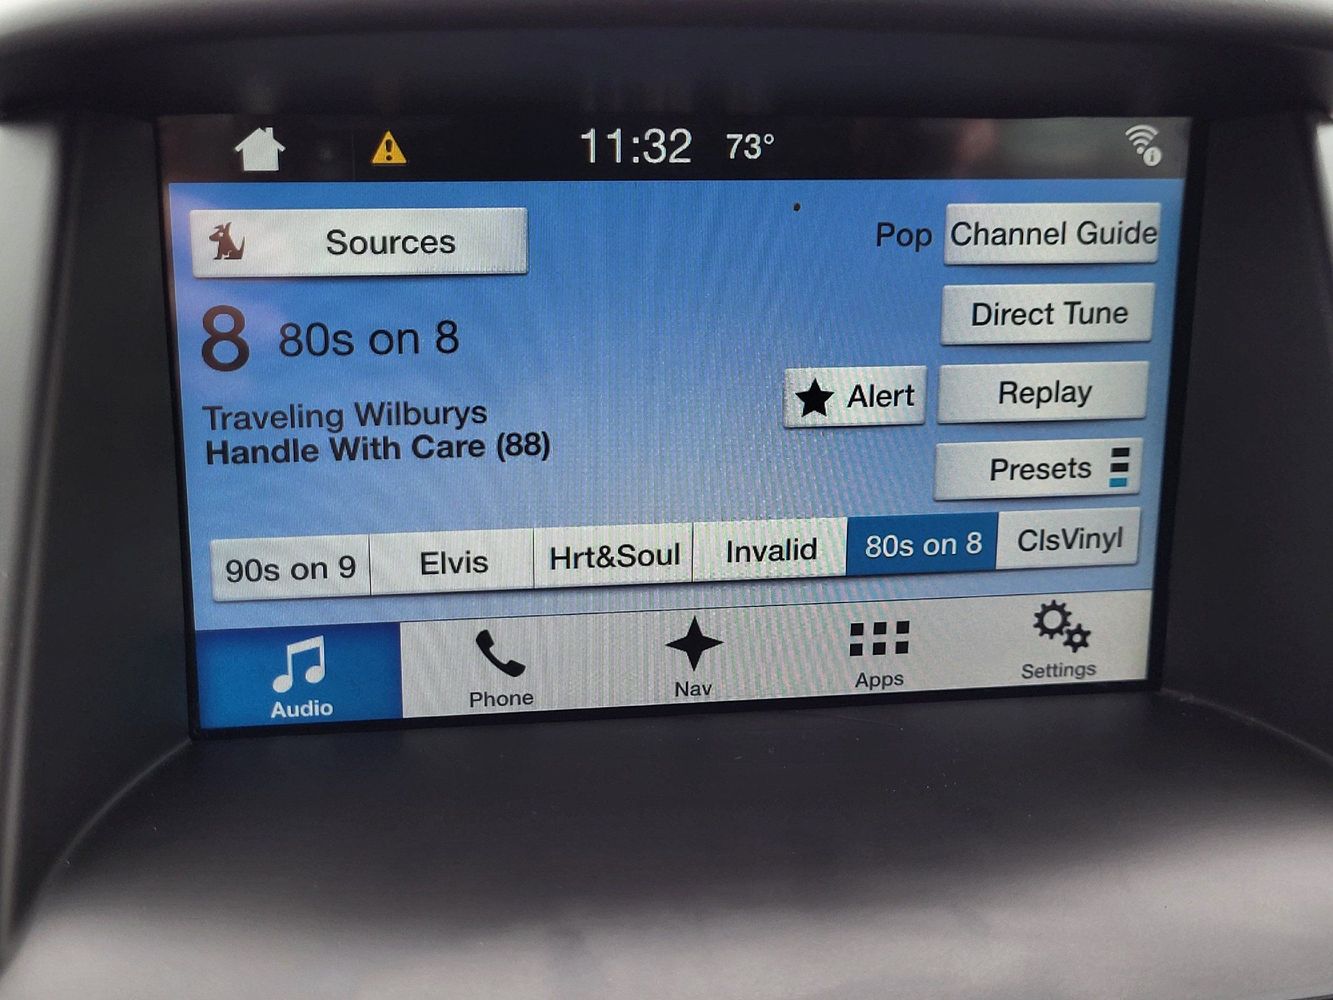 11:32 73°
Sources
Pop Channel Guide
Direct Tune
8 80s on 8
Alert Replay
Traveling Wilburys
Handle With Care (88)
Presets
90s on 9 Elvis Hrt&Soul Invalid 80s on 8 ClsVinyl
Audio Phone Nav Apps Settings